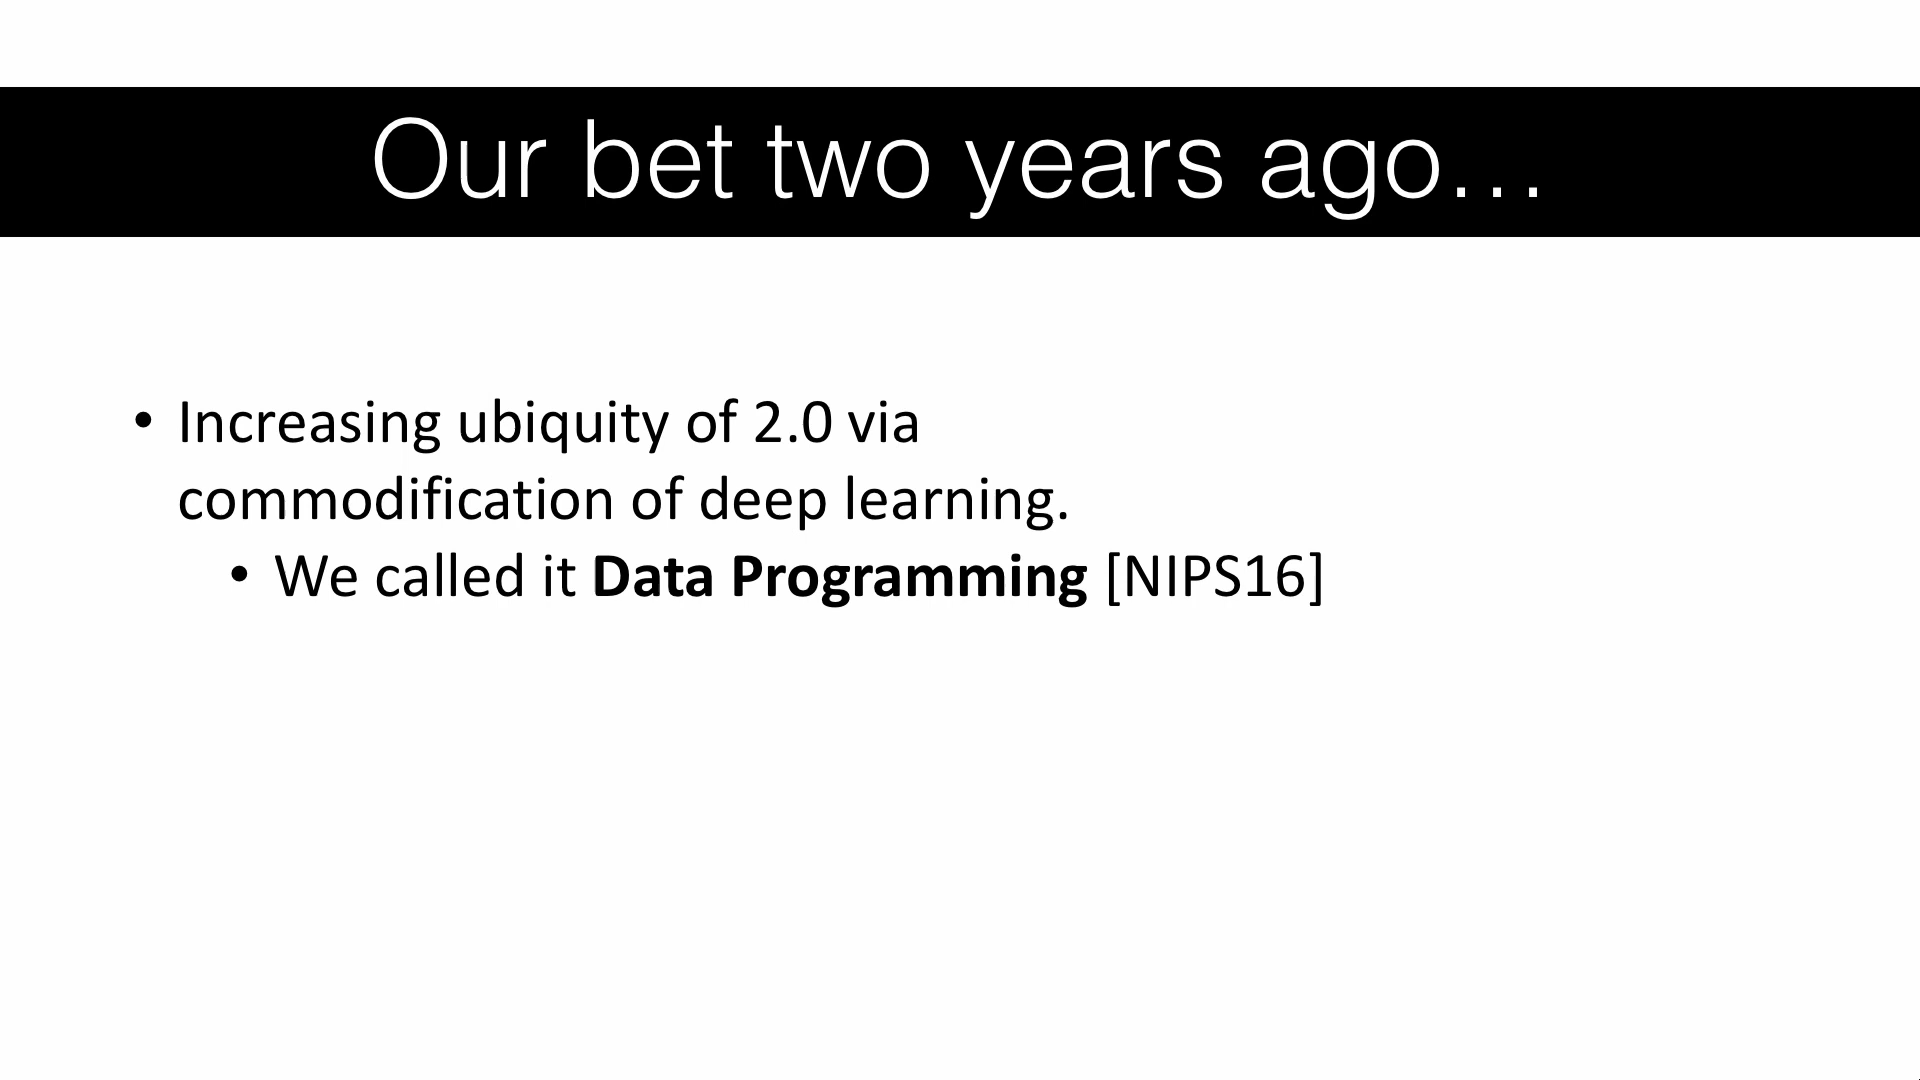 Our bet two years ago…
• Increasing ubiquity of 2.0 via
commodification of deep learning.
• We called it Data Programming [NIPS16]